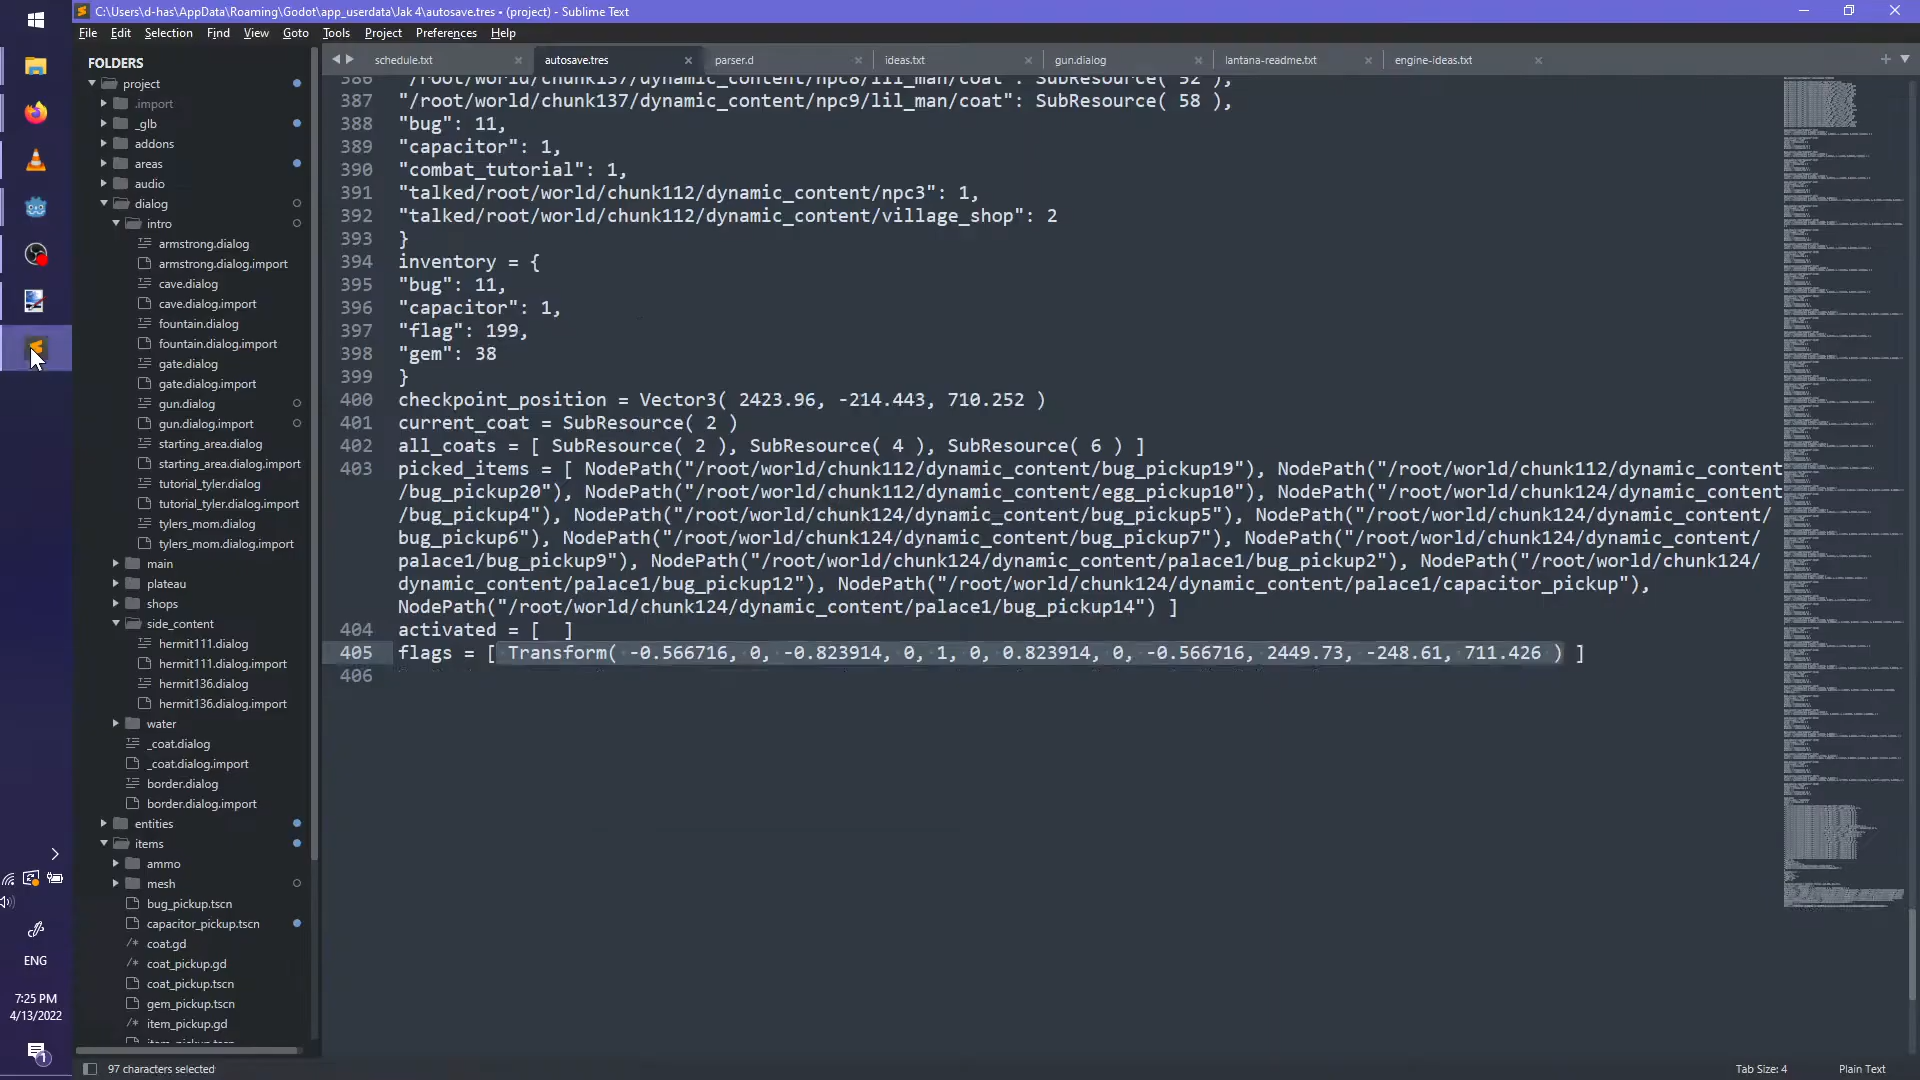 C:\Users\d-has\AppData\Roaming\Godot\app_userdata\Jak 4\autosave.tres • (project) - Sublime Text
File Edit Selection Find View Goto Tools Project Preferences Help
FOLDERS
project
.import
_glb
addons
areas
audio
dialog
intro
armstrong.dialog
armstrong.dialog.import
cave.dialog
cave.dialog.import
fountain.dialog
fountain.dialog.import
gate.dialog
gate.dialog.import
gun.dialog
gun.dialog.import
starting_area.dialog
starting_area.dialog.import
tutorial_tyler.dialog
tutorial_tyler.dialog.import
tylers_mom.dialog
tylers_mom.dialog.import
main
plateau
shops
side_content
hermit111.dialog
hermit111.dialog.import
hermit136.dialog
hermit136.dialog.import
water
_coat.dialog
_coat.dialog.import
border.dialog
border.dialog.import
entities
items
ammo
mesh
bug_pickup.tscn
capacitor_pickup.tscn
coat.gd
coat_pickup.gd
coat_pickup.tscn
gem_pickup.tscn
item_pickup.gd
item_pickup.tscn
schedule.txt autosave.tres parser.d ideas.txt gun.dialog lantana-readme.txt engine-ideas.txt
386 "/root/world/chunk137/dynamic_content/npc8/lil_man/coat": SubResource( 52 ),
387 "/root/world/chunk137/dynamic_content/npc9/lil_man/coat": SubResource( 58 ),
388 "bug": 11,
389 "capacitor": 1,
390 "combat_tutorial": 1,
391 "talked/root/world/chunk112/dynamic_content/npc3": 1,
392 "talked/root/world/chunk112/dynamic_content/village_shop": 2
393 }
394 inventory = {
395 "bug": 11,
396 "capacitor": 1,
397 "flag": 199,
398 "gem": 38
399 }
400 checkpoint_position = Vector3( 2423.96, -214.443, 710.252 )
401 current_coat = SubResource( 2 )
402 all_coats = [ SubResource( 2 ), SubResource( 4 ), SubResource( 6 ) ]
403 picked_items = [ NodePath("/root/world/chunk112/dynamic_content/bug_pickup19"), NodePath("/root/world/chunk112/dynamic_content
/bug_pickup20"), NodePath("/root/world/chunk112/dynamic_content/egg_pickup10"), NodePath("/root/world/chunk124/dynamic_content
/bug_pickup4"), NodePath("/root/world/chunk124/dynamic_content/bug_pickup5"), NodePath("/root/world/chunk124/dynamic_content/
bug_pickup6"), NodePath("/root/world/chunk124/dynamic_content/bug_pickup7"), NodePath("/root/world/chunk124/dynamic_content/
palace1/bug_pickup9"), NodePath("/root/world/chunk124/dynamic_content/palace1/bug_pickup2"), NodePath("/root/world/chunk124/
dynamic_content/palace1/bug_pickup12"), NodePath("/root/world/chunk124/dynamic_content/palace1/capacitor_pickup"),
NodePath("/root/world/chunk124/dynamic_content/palace1/bug_pickup14") ]
404 activated = [  ]
405 flags = [ Transform( -0.566716, 0, -0.823914, 0, 1, 0, 0.823914, 0, -0.566716, 2449.73, -248.61, 711.426 ) ]
406
ENG
7:25 PM
4/13/2022
1
97 characters selected
Tab Size: 4
Plain Text